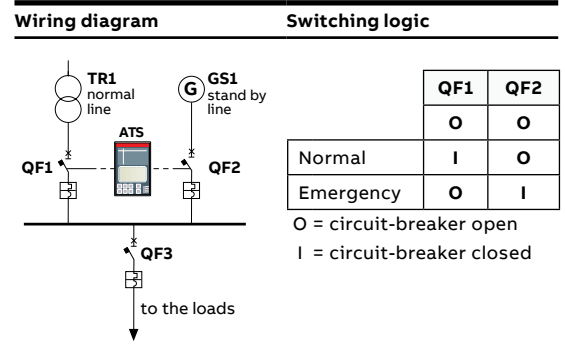 Wiring diagram
Switching logic
TR1
normal
line
G
GS1
stand by
line
ATS
QF1
QF2
QF3
to the loads
QF1 QF2
O O
Normal I O
Emergency O I
O = circuit-breaker open
I = circuit-breaker closed